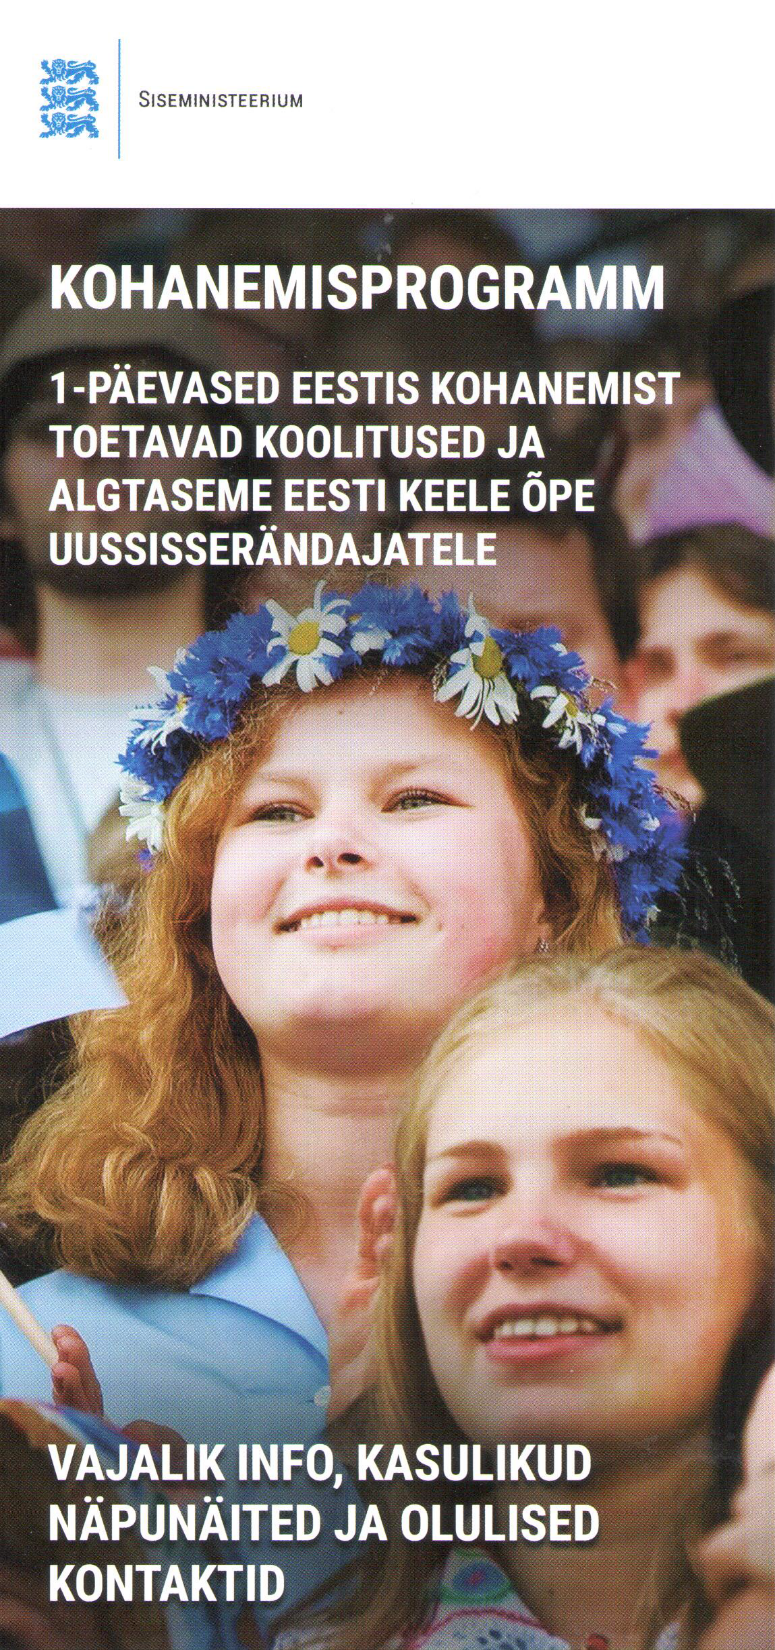 SISEMINISTEERIUM
KOHANEMISPROGRAMM
1-PÄEVASED EESTIS KOHANEMIST
TOETAVAD KOOLITUSED JA
ALGTASEME EESTI KEELE ÕPE
UUSSISSERÄNDAJATELE
VAJALIK INFO, KASULIKUD
NÄPUNÄITED JA OLULISED
KONTAKTID